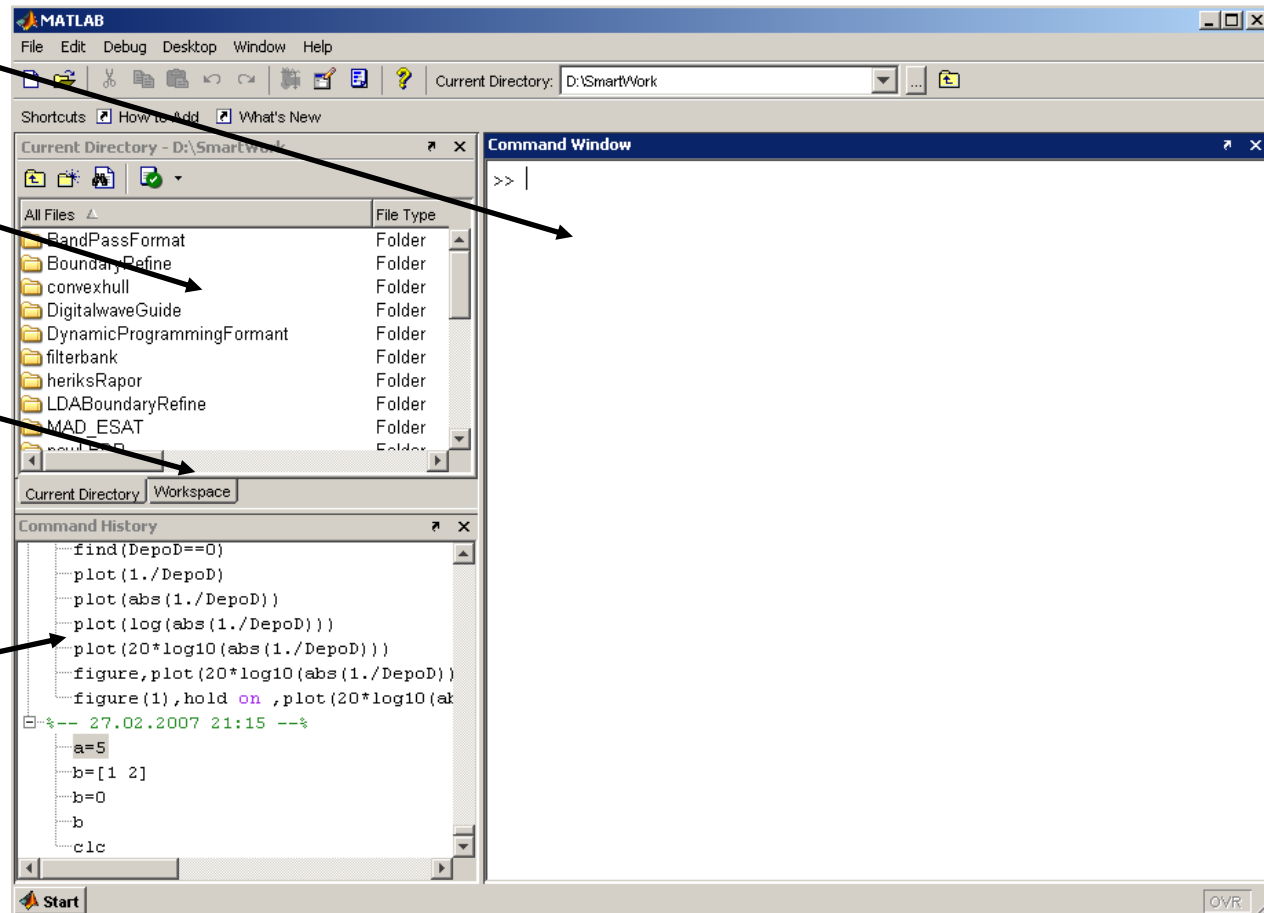 MATLAB
File Edit Debug Desktop Window Help
Current Directory: D:\SmartWork
Shortcuts How to Add What's New
Current Directory - D:\SmartWork
All Files File Type
BandPassFormat Folder
BoundaryRefine Folder
convexhull Folder
DigitalwaveGuide Folder
DynamicProgrammingFormant Folder
filterbank Folder
heriksRapor Folder
LDABoundaryRefine Folder
MAD_ESAT Folder
Folder
Current Directory Workspace
Command History
find(DepoD==0)
plot(1./DepoD)
plot(abs(1./DepoD))
plot(log(abs(1./DepoD)))
plot(20*log10(abs(1./DepoD)))
figure,plot(20*log10(abs(1./DepoD))
figure(1),hold on ,plot(20*log10(ab
%-- 27.02.2007 21:15 --%
a=5
b=[1 2]
b=0
b
clc
Command Window
>>
Start
OVR